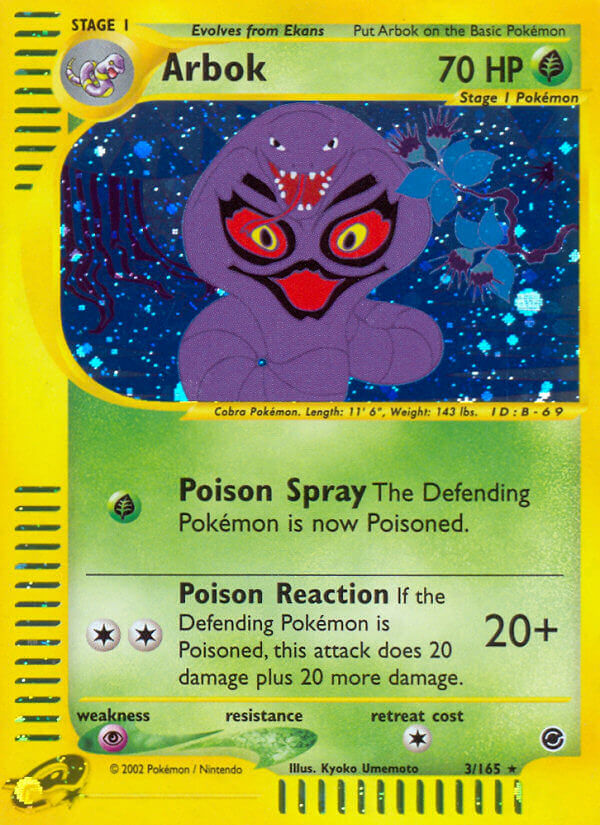 STAGE 1
Evolves from Ekans
Put Arbok on the Basic Pokémon
Arbok
70 HP
Stage 1 Pokémon
Cobra Pokémon. Length: 11' 6", Weight: 143 lbs. ID:B-69
Poison Spray The Defending
Pokémon is now Poisoned.
Poison Reaction If the
Defending Pokémon is
Poisoned, this attack does 20
damage plus 20 more damage.
20+
weakness
resistance
retreat cost
© 2002 Pokémon / Nintendo
Illus. Kyoko Umemoto
3/165 ★